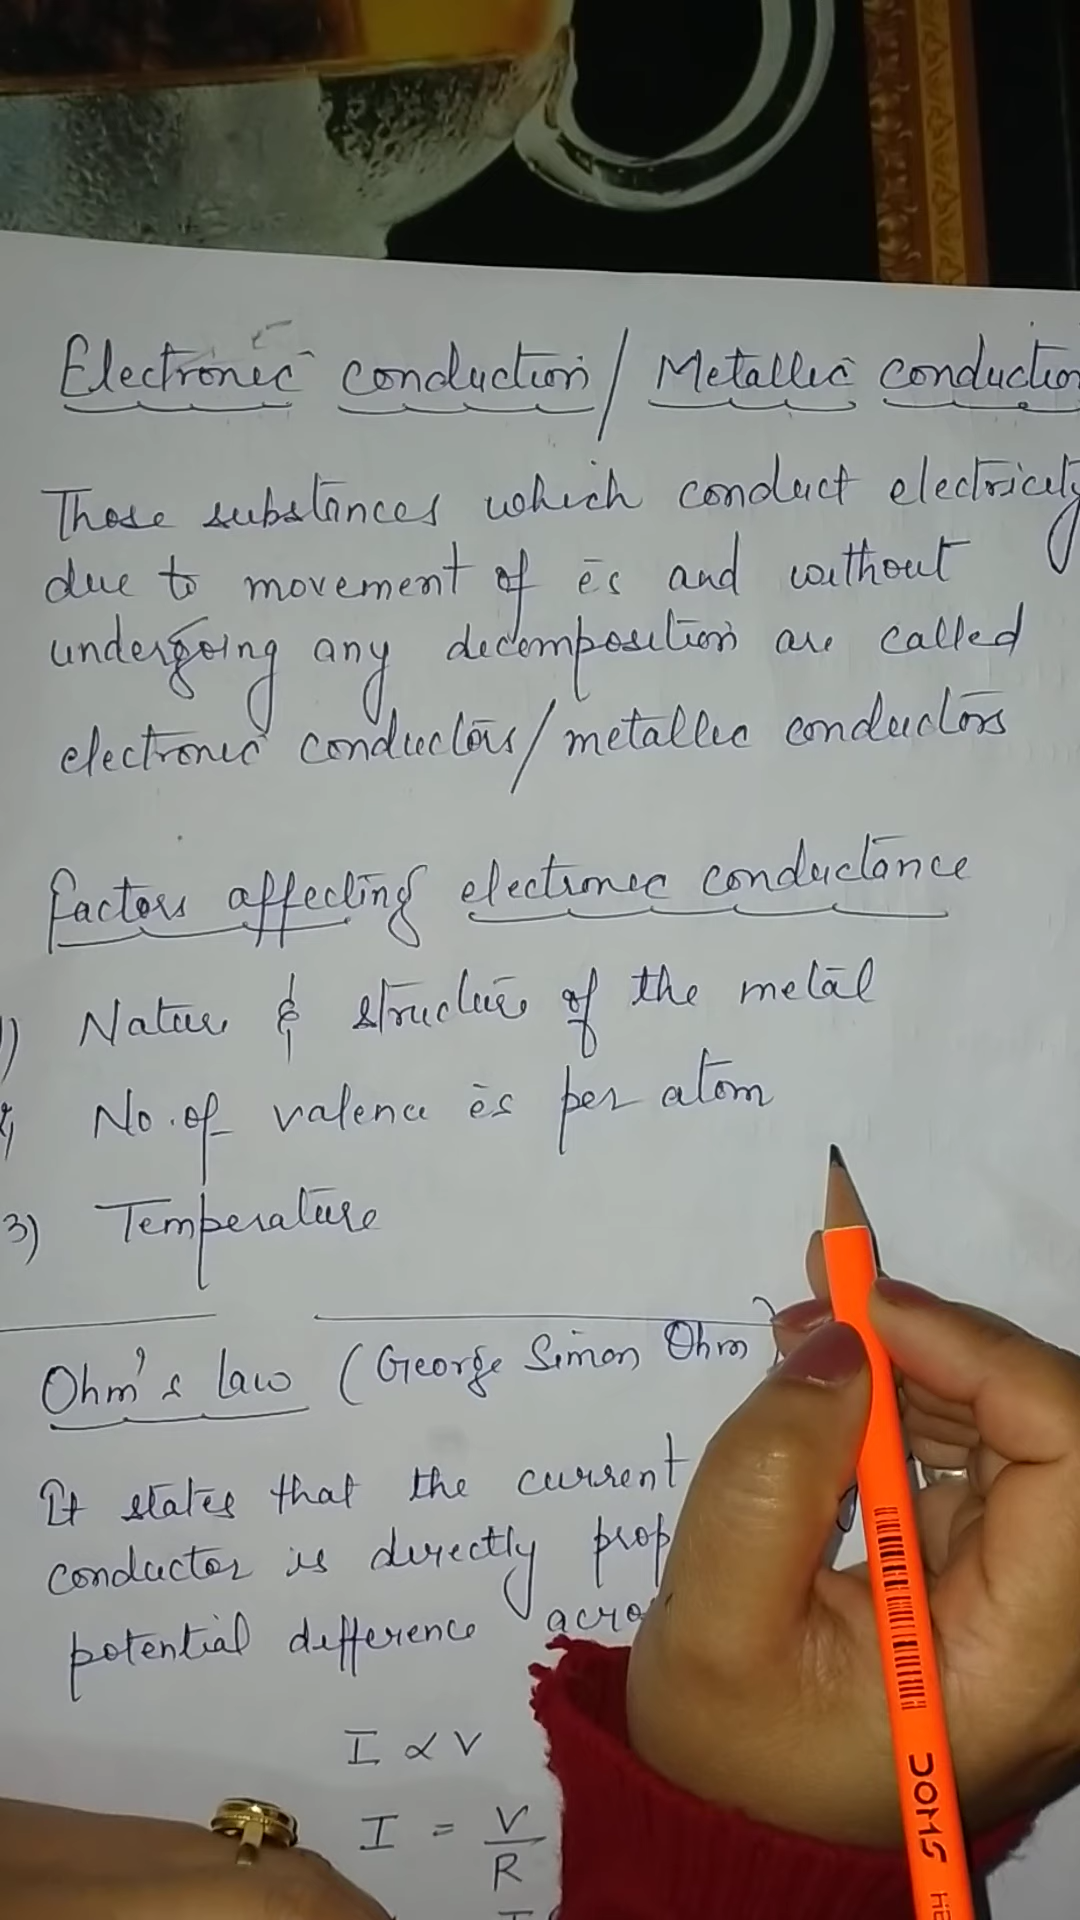 Electronic conduction / Metallic conduction
Those substances which conduct electricity
due to movement of ēs and without
undergoing any decomposition are called
electronic conductors/metallic conductors
factors affecting electronic conductance
1) Nature & structure of the metal
2) No. of valence ēs per atom
3) Temperature
Ohm's law (George Simon Ohm)
It states that the current
conductor is directly prop
potential difference acro
I ∝ V
I = V/R
DOMS